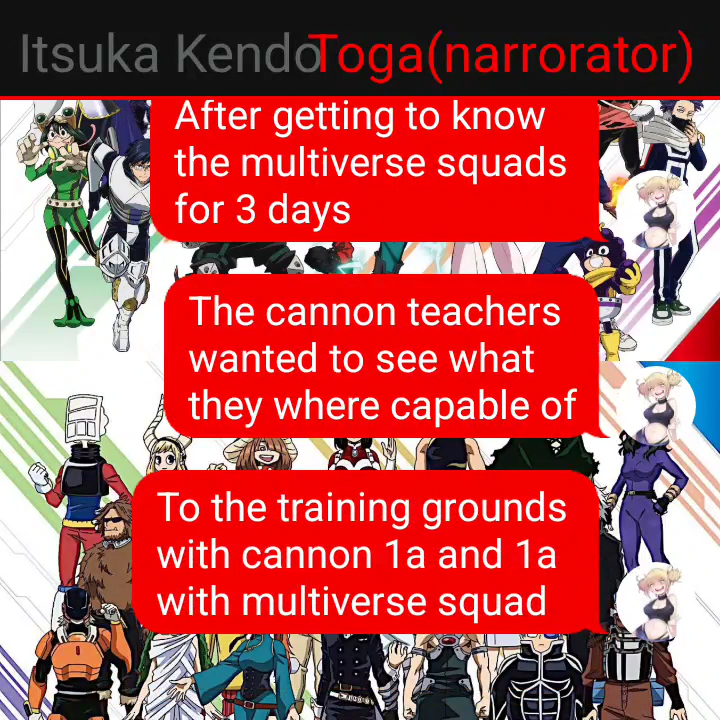 Itsuka Kendo Toga(narrorator)
After getting to know
the multiverse squads
for 3 days
The cannon teachers
wanted to see what
they where capable of
To the training grounds
with cannon 1a and 1a
with multiverse squad